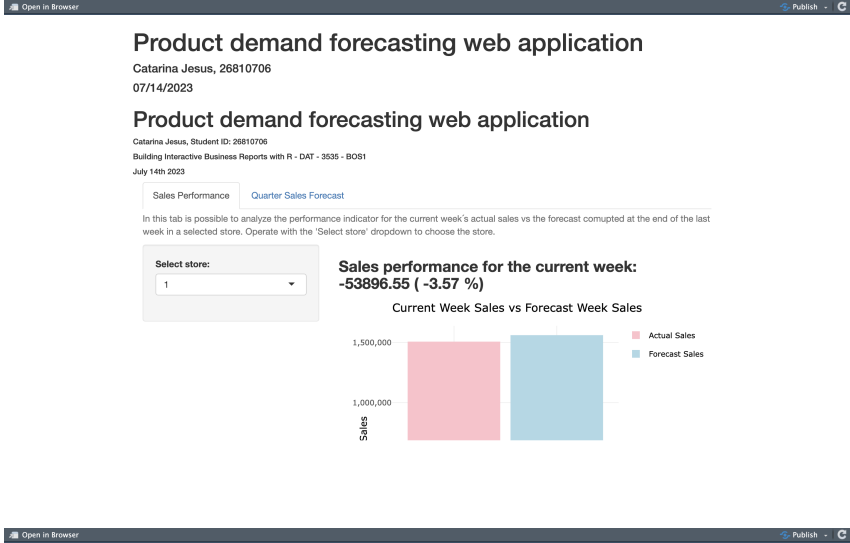 Open in Browser
Publish
Product demand forecasting web application
Catarina Jesus, 26810706
07/14/2023
Product demand forecasting web application
Catarina Jesus, Student ID: 26810706
Building Interactive Business Reports with R - DAT - 3535 - BOS1
July 14th 2023
Sales Performance
Quarter Sales Forecast
In this tab is possible to analyze the performance indicator for the current week´s actual sales vs the forecast comupted at the end of the last
week in a selected store. Operate with the 'Select store' dropdown to choose the store.
Select store:
1
Sales performance for the current week:
-53896.55 ( -3.57 %)
Current Week Sales vs Forecast Week Sales
Actual Sales
Forecast Sales
1,500,000
1,000,000
Sales
Open in Browser
Publish